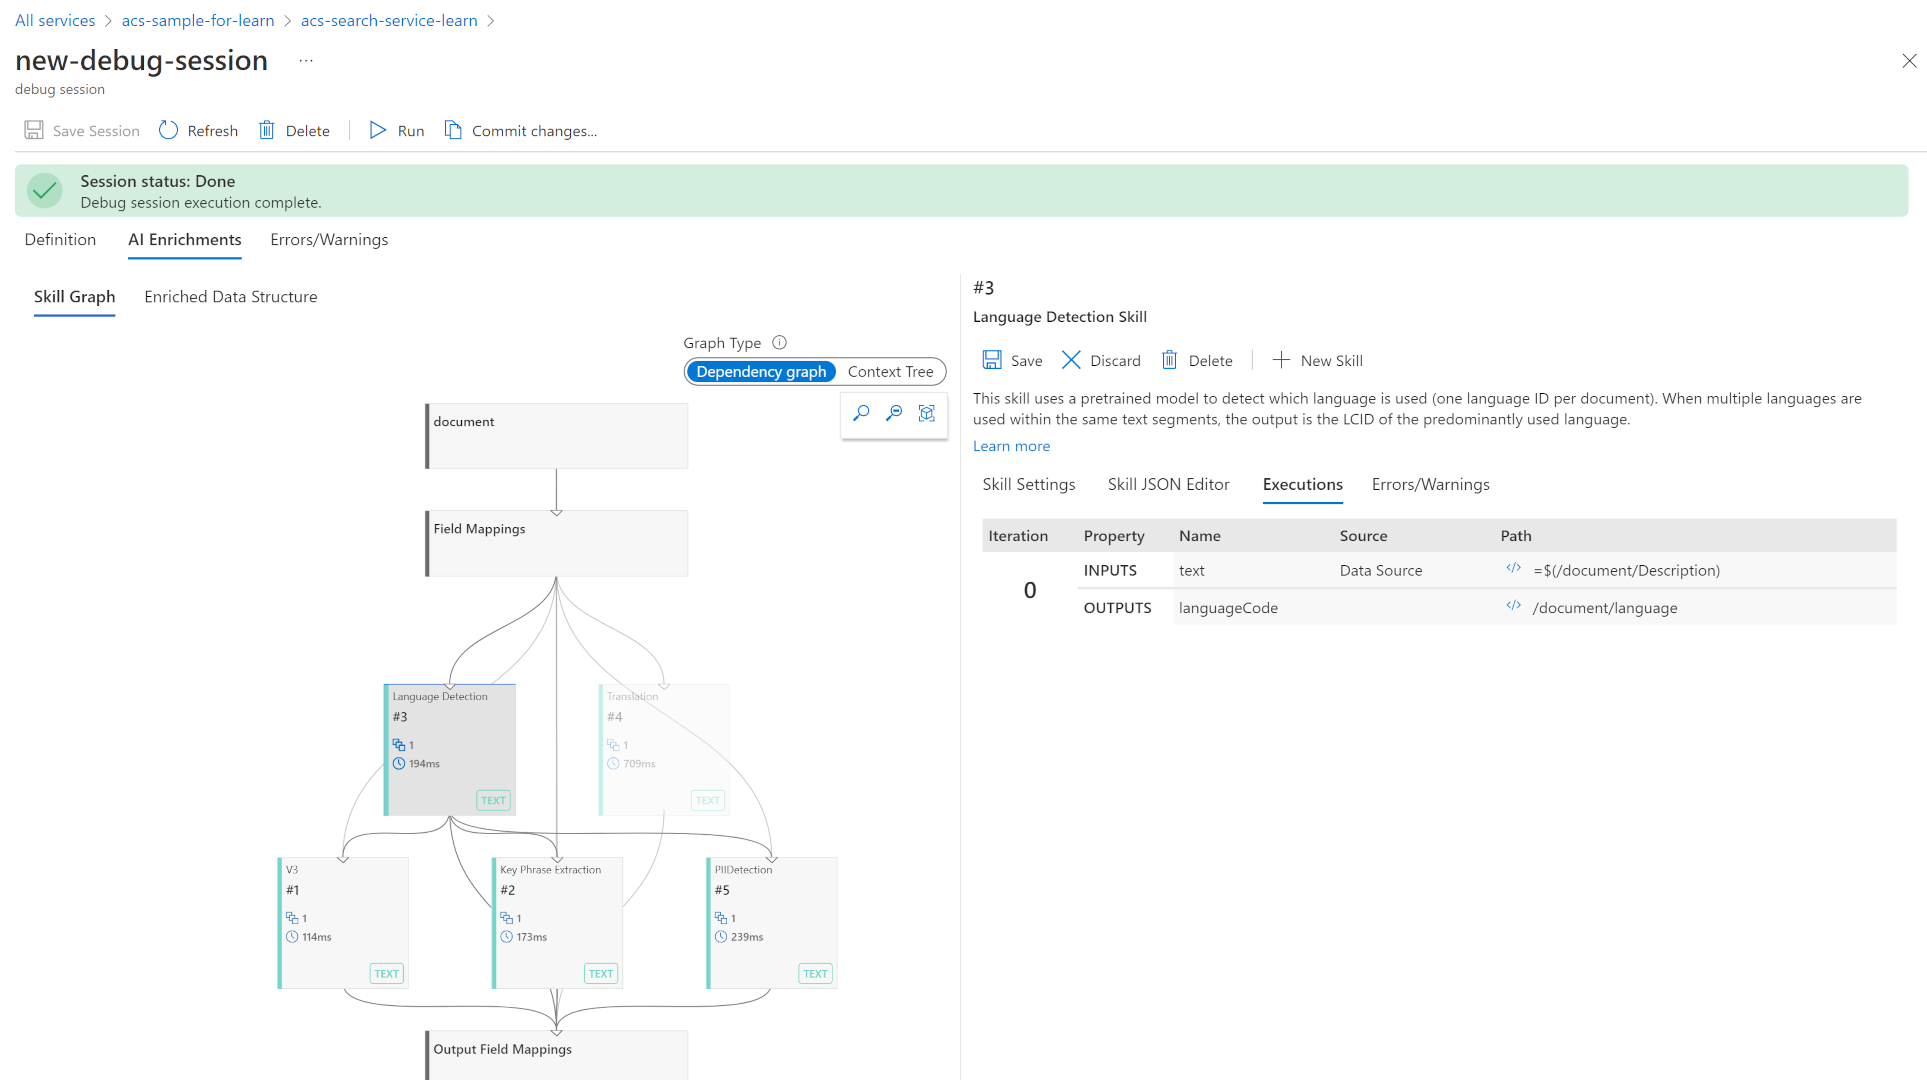 All services > acs-sample-for-learn > acs-search-service-learn >
new-debug-session ...
debug session
Save Session Refresh Delete Run Commit changes...
Session status: Done
Debug session execution complete.
Definition AI Enrichments Errors/Warnings
Skill Graph Enriched Data Structure
Graph Type
Dependency graph Context Tree
document
Field Mappings
Language Detection
#3
1
194ms
TEXT
Translation
#4
1
709ms
TEXT
V3
#1
1
114ms
TEXT
Key Phrase Extraction
#2
1
173ms
TEXT
PIIDetection
#5
1
239ms
TEXT
Output Field Mappings
#3
Language Detection Skill
Save Discard Delete New Skill
This skill uses a pretrained model to detect which language is used (one language ID per document). When multiple languages are
used within the same text segments, the output is the LCID of the predominantly used language.
Learn more
Skill Settings Skill JSON Editor Executions Errors/Warnings
Iteration Property Name Source Path
0
INPUTS text Data Source </> =$(/document/Description)
OUTPUTS languageCode </> /document/language